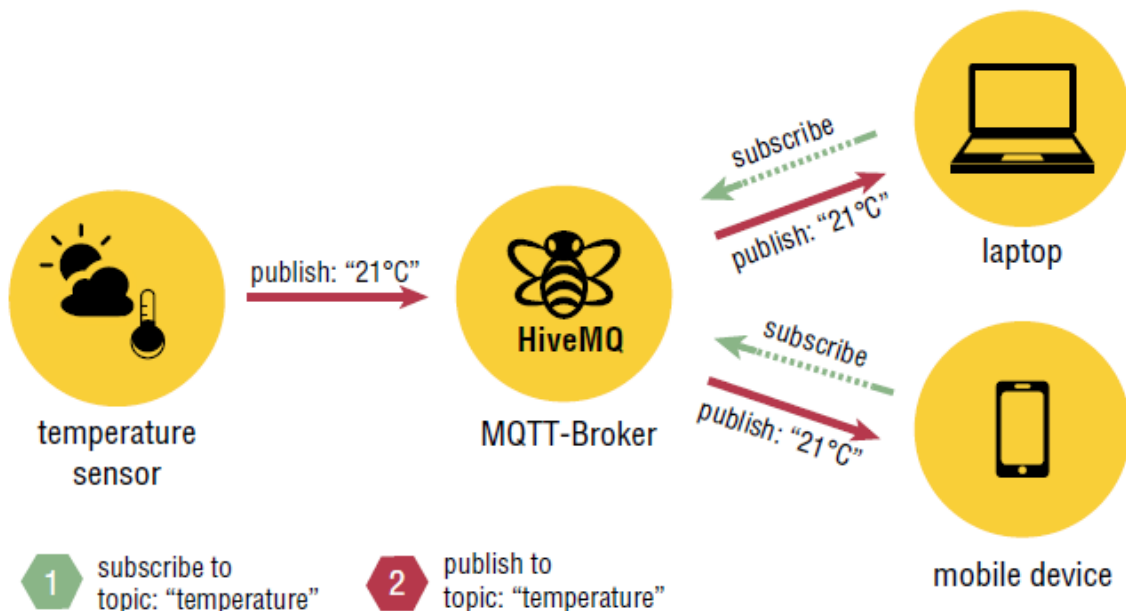 subscribe
publish: “21°C”
laptop
publish: “21°C”
HiveMQ
subscribe
publish: “21°C”
temperature
sensor
MQTT-Broker
mobile device
1
subscribe to
topic: “temperature”
2
publish to
topic: “temperature”